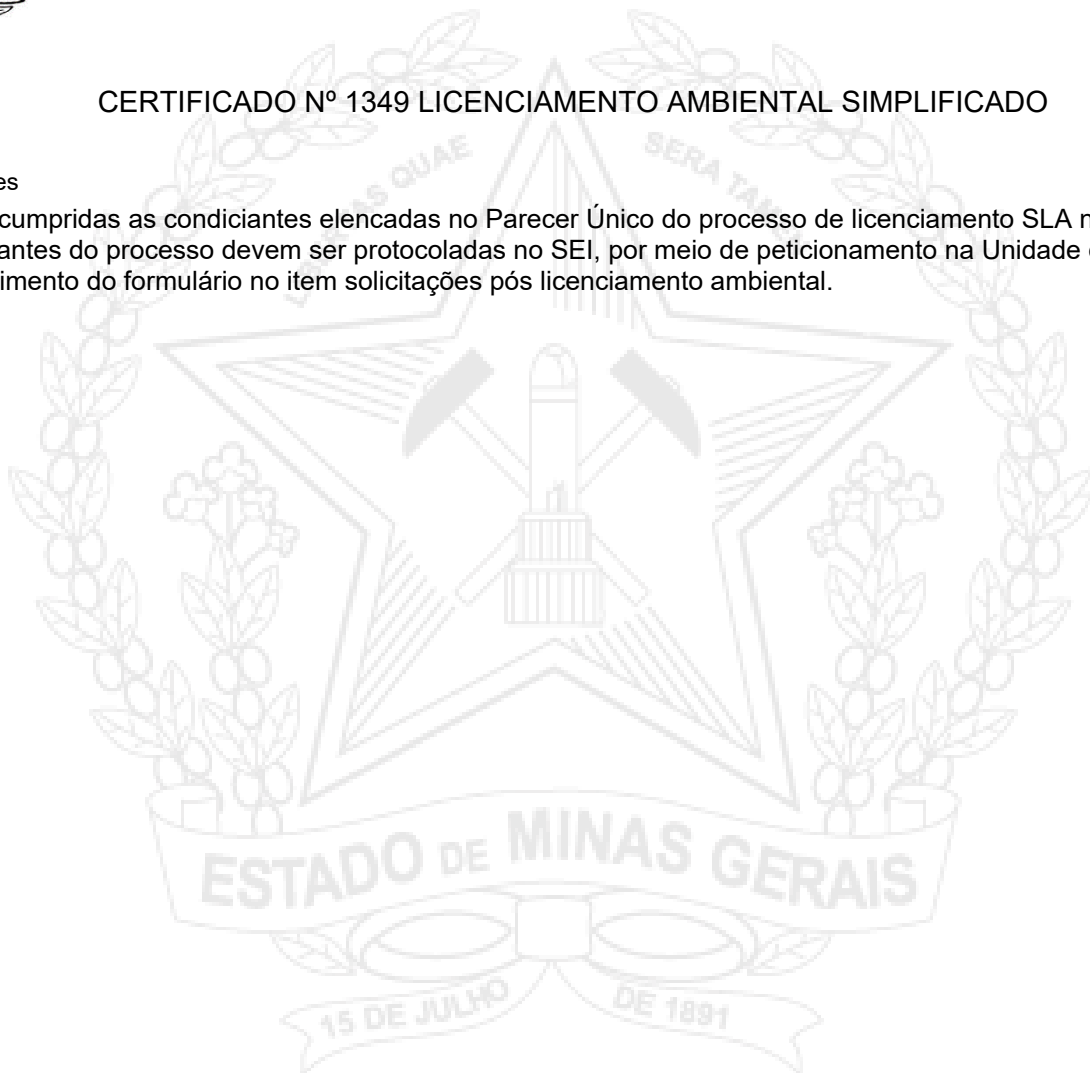 CERTIFICADO Nº 1349 LICENCIAMENTO AMBIENTAL SIMPLIFICADO
es
cumpridas as condiciantes elencadas no Parecer Único do processo de licenciamento SLA n
antes do processo devem ser protocoladas no SEI, por meio de peticionamento na Unidade
imento do formulário no item solicitações pós licenciamento ambiental.
QUAE SERA
ESTADO DE MINAS GERAIS
15 DE JULHO DE 1891